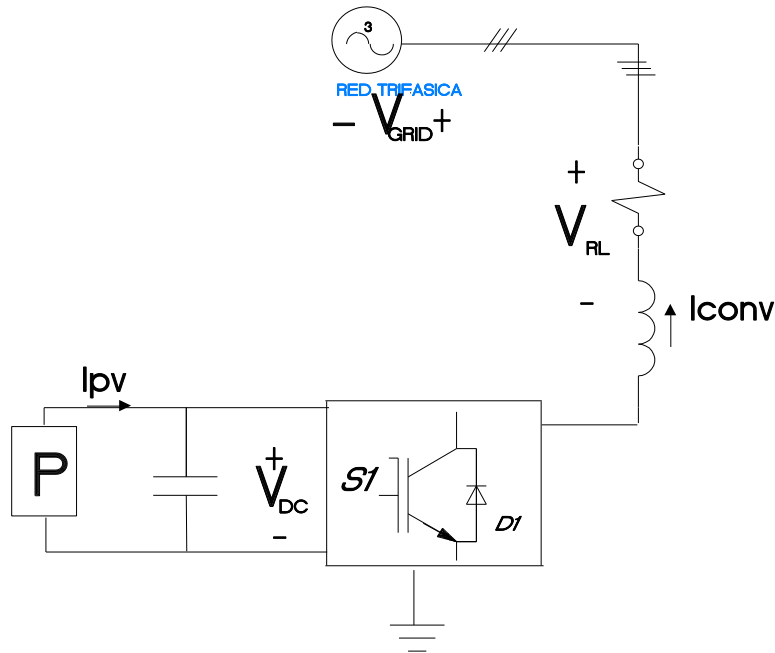 3
RED TRIFASICA
- VGRID +
+
VRL
-
Iconv
Ipv
P
+
VDC
-
S1
D1